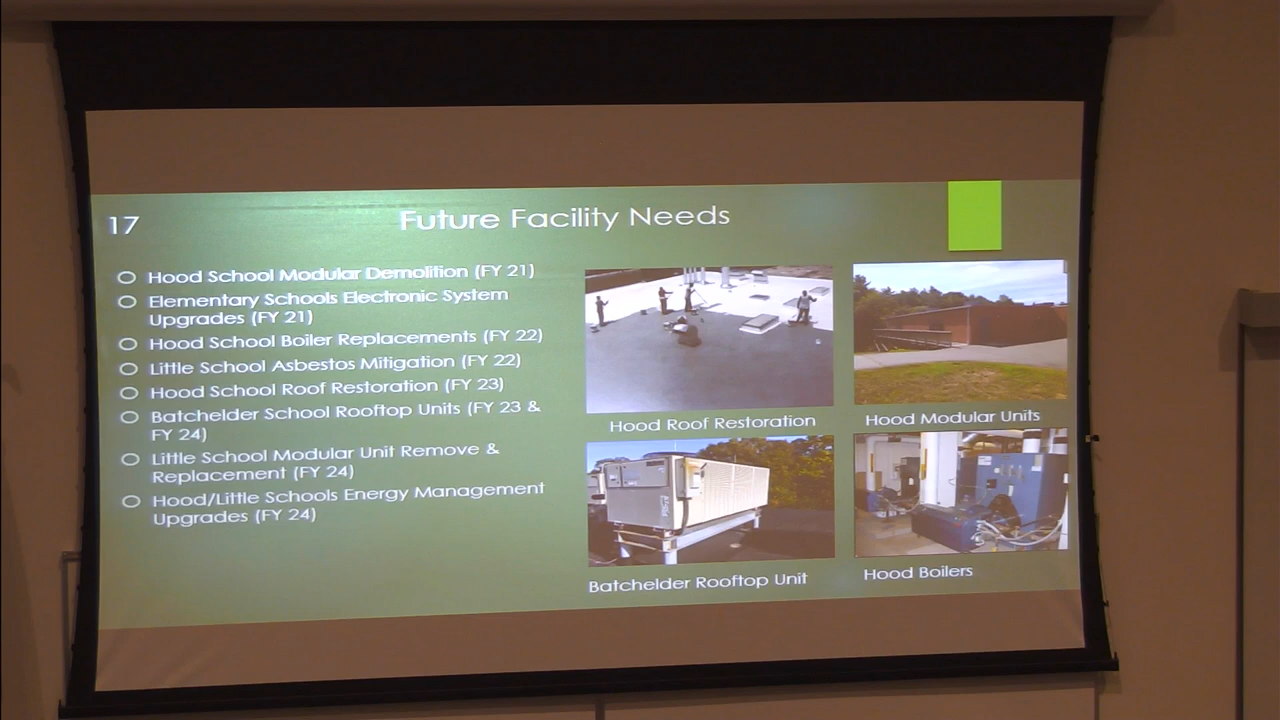 17
Future Facility Needs
Hood School Modular Demolition (FY 21)
Elementary Schools Electronic System
Upgrades (FY 21)
Hood School Boiler Replacements (FY 22)
Little School Asbestos Mitigation (FY 22)
Hood School Roof Restoration (FY 23)
Batchelder School Rooftop Units (FY 23 &
FY 24)
Little School Modular Unit Remove &
Replacement (FY 24)
Hood/Little Schools Energy Management
Upgrades (FY 24)
Hood Roof Restoration
Hood Modular Units
Batchelder Rooftop Unit
Hood Boilers